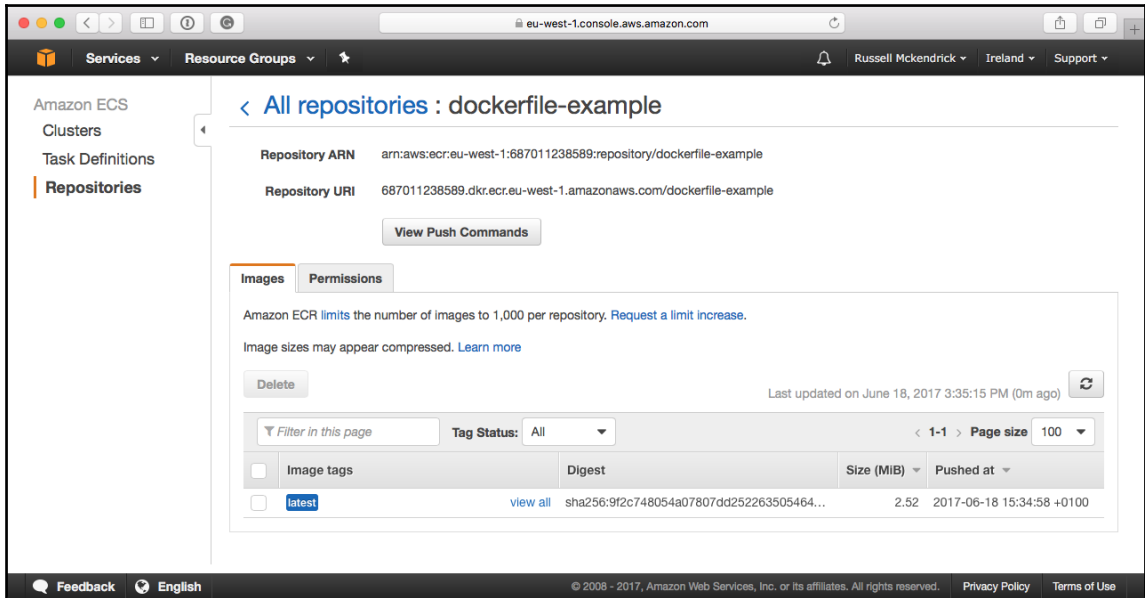 eu-west-1.console.aws.amazon.com
Services Resource Groups Russell Mckendrick Ireland Support
Amazon ECS
Clusters
Task Definitions
Repositories
All repositories : dockerfile-example
Repository ARN arn:aws:ecr:eu-west-1:687011238589:repository/dockerfile-example
Repository URI 687011238589.dkr.ecr.eu-west-1.amazonaws.com/dockerfile-example
View Push Commands
Images Permissions
Amazon ECR limits the number of images to 1,000 per repository. Request a limit increase.
Image sizes may appear compressed. Learn more
Delete
Last updated on June 18, 2017 3:35:15 PM (0m ago)
Filter in this page Tag Status: All < 1-1 > Page size 100
Image tags Digest Size (MiB) Pushed at
latest view all sha256:9f2c748054a07807dd252263505464... 2.52 2017-06-18 15:34:58 +0100
Feedback English © 2008 - 2017, Amazon Web Services, Inc. or its affiliates. All rights reserved. Privacy Policy Terms of Use